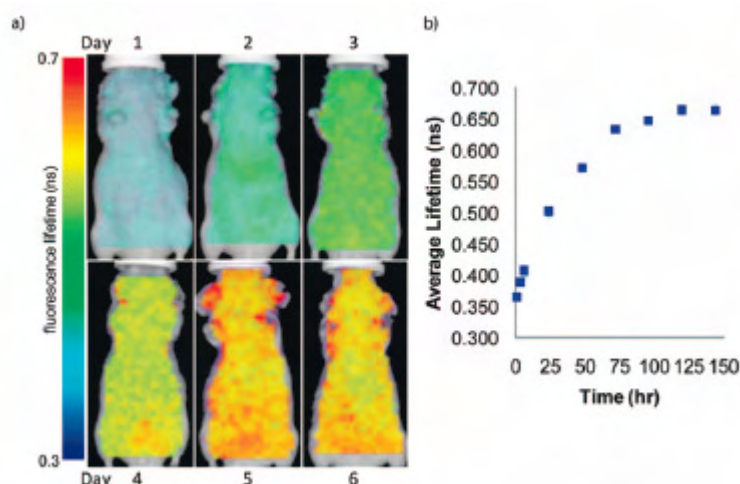 a)
Day 1 2 3
0.7
fluorescence lifetime (ns)
0.3
Day 4 5 6
b)
Average Lifetime (ns)
0.700
0.650
0.600
0.550
0.500
0.450
0.400
0.350
0.300
0 25 50 75 100 125 150
Time (hr)